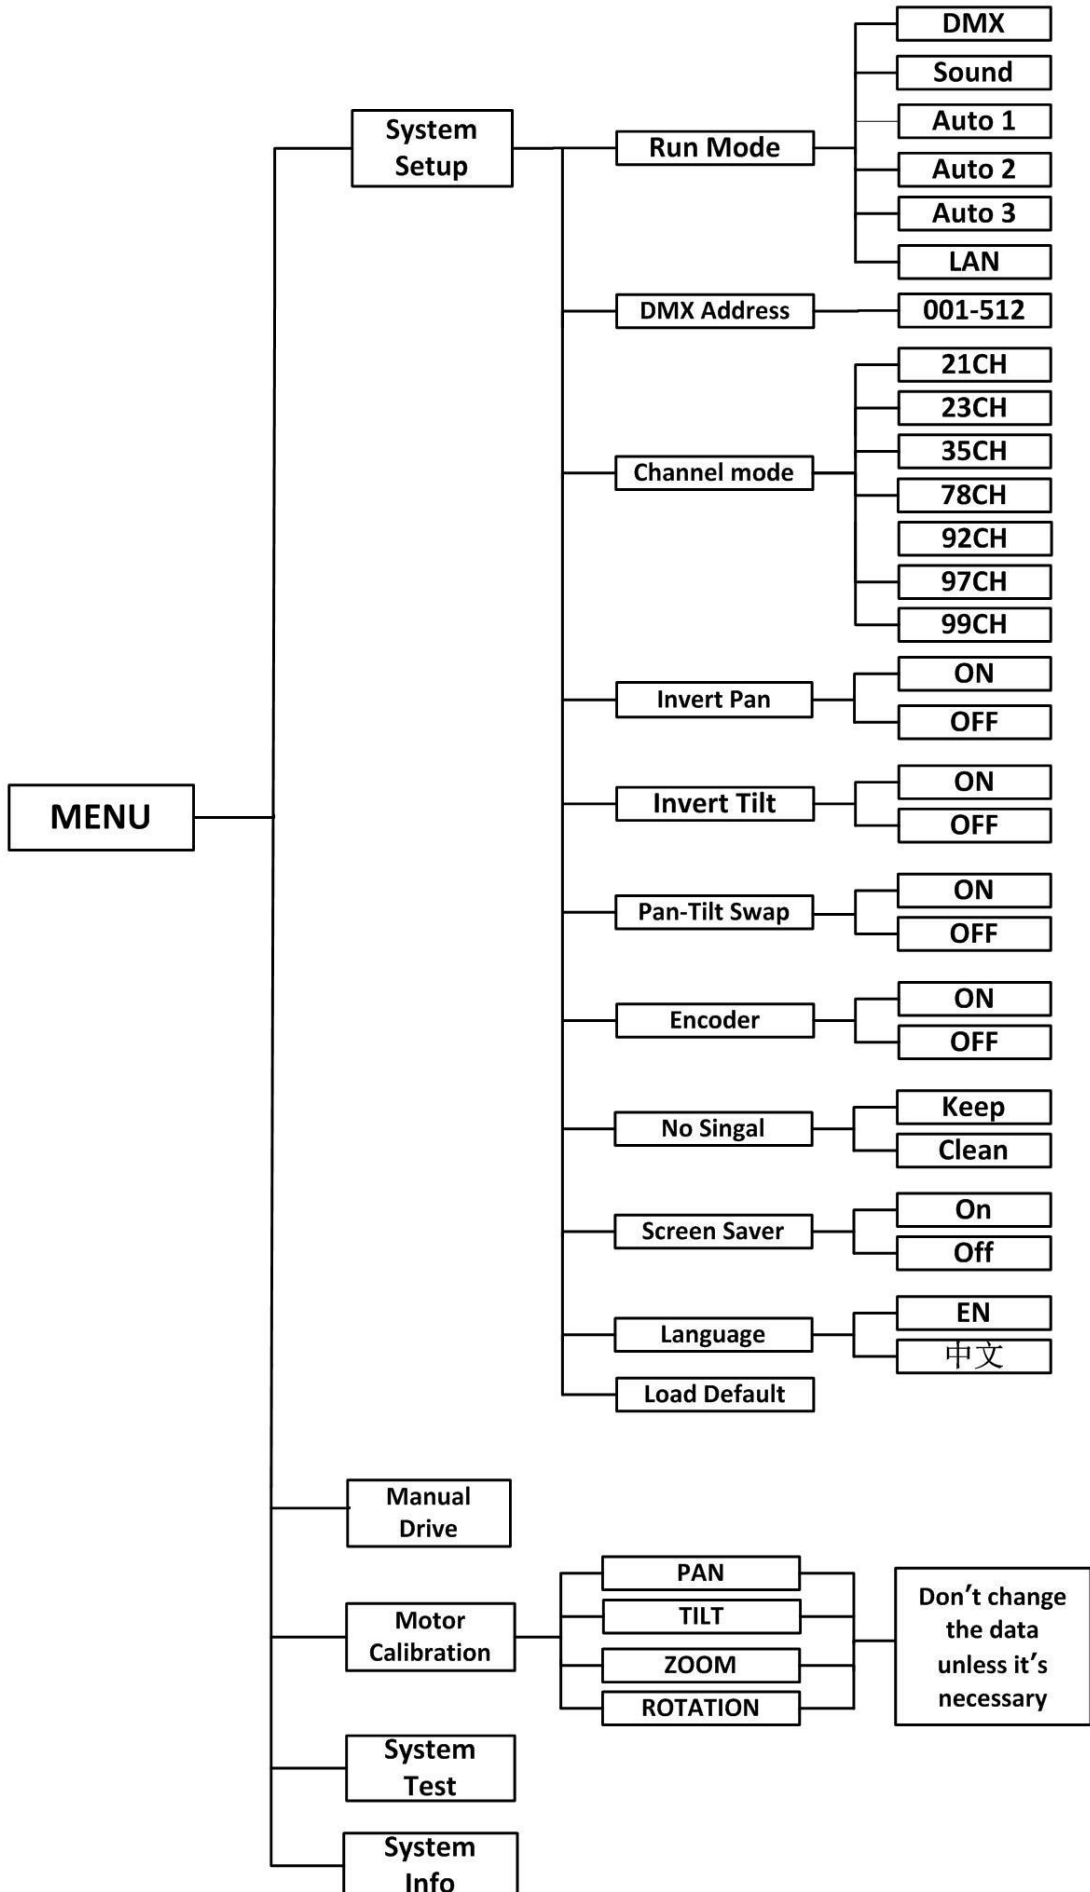 MENU
System
Setup
Run Mode
DMX
Sound
Auto 1
Auto 2
Auto 3
LAN
DMX Address
001-512
Channel mode
21CH
23CH
35CH
78CH
92CH
97CH
99CH
Invert Pan
ON
OFF
Invert Tilt
ON
OFF
Pan-Tilt Swap
ON
OFF
Encoder
ON
OFF
No Singal
Keep
Clean
Screen Saver
On
Off
Language
EN
中文
Load Default
Manual
Drive
Motor
Calibration
PAN
TILT
ZOOM
ROTATION
Don't change
the data
unless it's
necessary
System
Test
System
Info